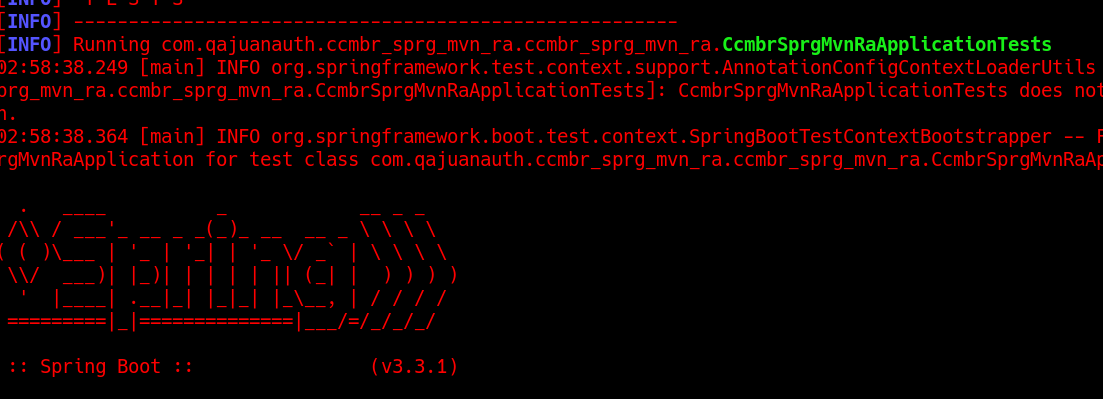 [INFO] T E S T S
[INFO] -------------------------------------------------------
[INFO] Running com.qajuanauth.ccmbr_sprg_mvn_ra.ccmbr_sprg_mvn_ra.CcmbrSprgMvnRaApplicationTests
02:58:38.249 [main] INFO org.springframework.test.context.support.AnnotationConfigContextLoaderUtils
prg_mvn_ra.ccmbr_sprg_mvn_ra.CcmbrSprgMvnRaApplicationTests]: CcmbrSprgMvnRaApplicationTests does not
n.
02:58:38.364 [main] INFO org.springframework.boot.test.context.SpringBootTestContextBootstrapper -- F
rgMvnRaApplication for test class com.qajuanauth.ccmbr_sprg_mvn_ra.ccmbr_sprg_mvn_ra.CcmbrSprgMvnRaAp
  .   ____          _            __ _ _
 /\\ / ___'_ __ _ _(_)_ __  __ _ \ \ \ \
( ( )\___ | '_ | '_| | '_ \/ _` | \ \ \ \
 \\/  ___)| |_)| | | | | || (_| |  ) ) ) )
  '  |____| .__|_| |_|_| |_\__, | / / / /
 =========|_|==============|___/=/_/_/_/
:: Spring Boot ::                (v3.3.1)